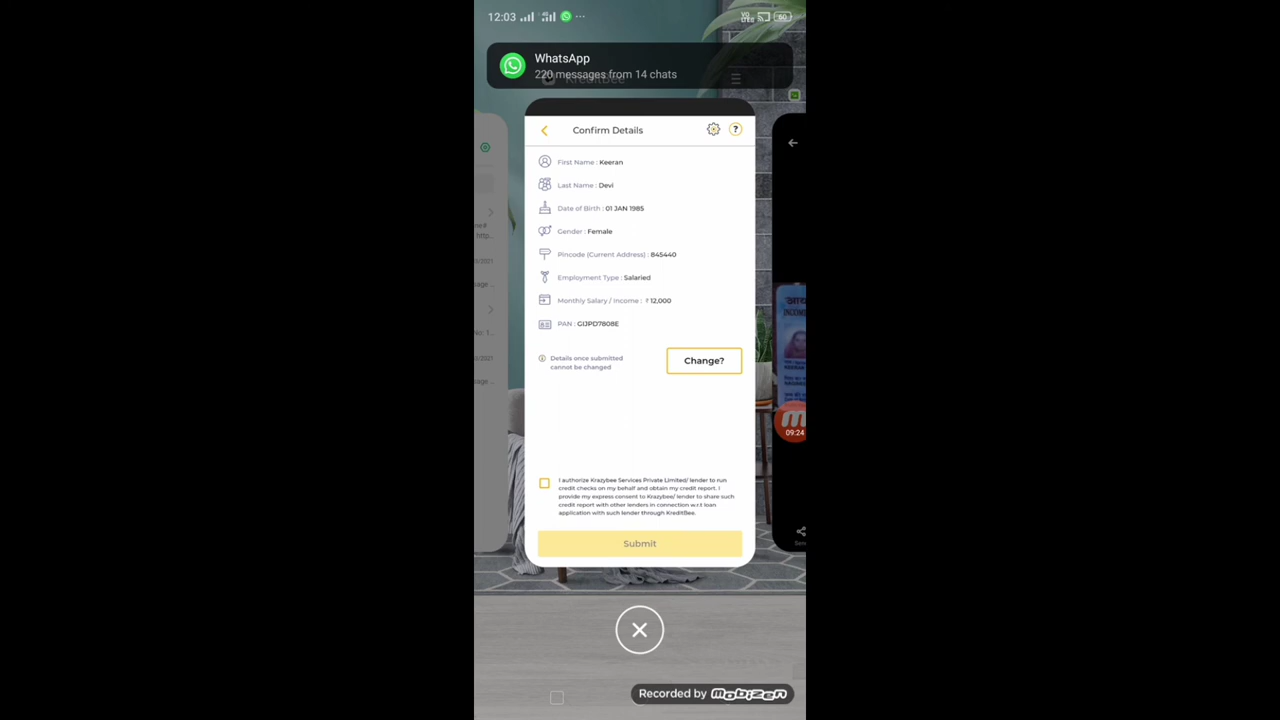 12:03
60
WhatsApp
220 messages from 14 chats
KreditBee
Confirm Details
?
First Name : Keeran
Last Name : Devi
Date of Birth : 01 JAN 1985
Gender : Female
Pincode (Current Address) : 845440
Employment Type : Salaried
Monthly Salary / Income : ₹ 12,000
PAN : GIJPD7808E
Details once submitted
cannot be changed
Change?
I authorize Krazybee Services Private Limited/ lender to run
credit checks on my behalf and obtain my credit report. I
provide my express consent to Krazybee/ lender to share such
credit report with other lenders in connection w.r.t loan
application with such lender through KreditBee.
Submit
09:24
Recorded by mobizen